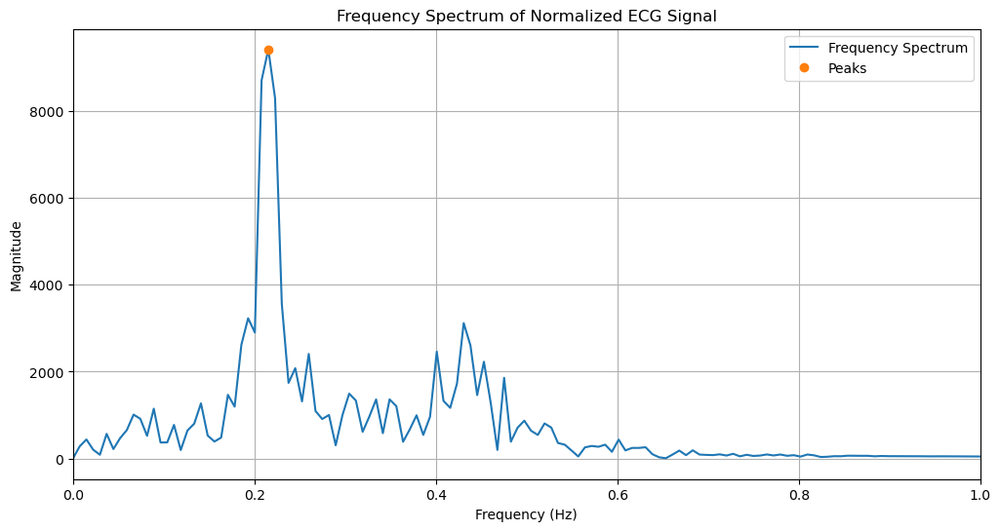 Frequency Spectrum of Normalized ECG Signal
Frequency Spectrum
Peaks
Magnitude
8000
6000
4000
2000
0
0.0 0.2 0.4 0.6 0.8 1.0
Frequency (Hz)